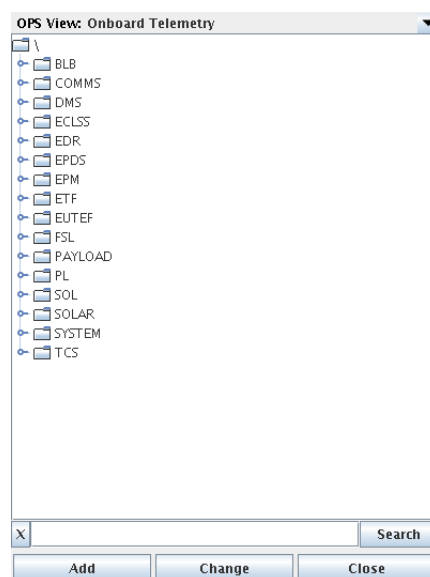 OPS View: Onboard Telemetry
\
BLB
COMMS
DMS
ECLSS
EDR
EPDS
EPM
ETF
EUTEF
FSL
PAYLOAD
PL
SOL
SOLAR
SYSTEM
TCS
X Search
Add Change Close